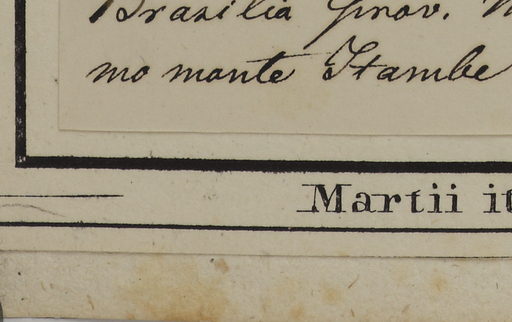 Brasilia prov. M
mo monte Itambe
Martii it